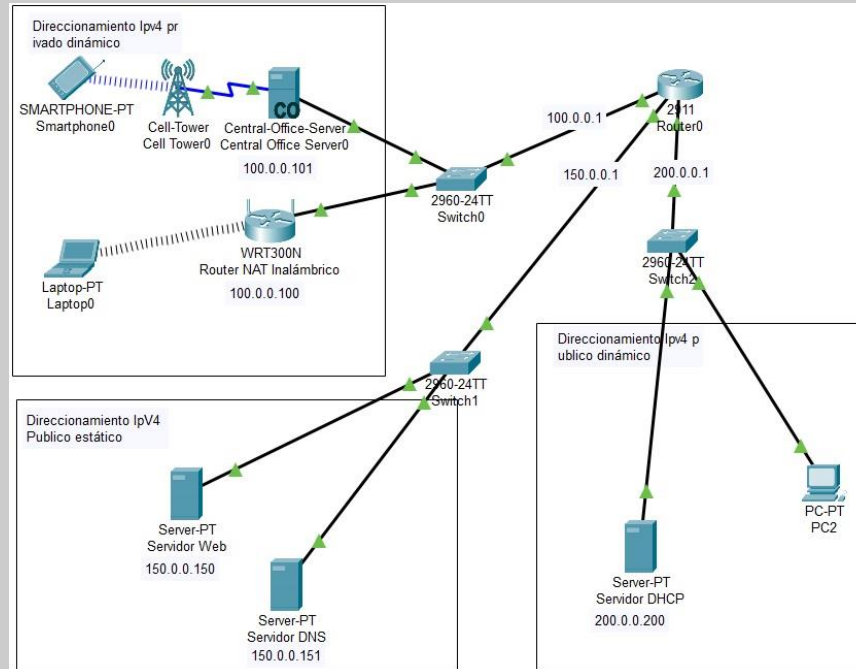 Direccionamiento Ipv4 pr
ivado dinámico
SMARTPHONE-PT
Smartphone0
Cell-Tower
Cell Tower0
CO
Central-Office-Server
Central Office Server0
100.0.0.101
2960-24TT
Switch0
100.0.0.1
2911
Router0
150.0.0.1
200.0.0.1
WRT300N
Router NAT Inalámbrico
100.0.0.100
Laptop-PT
Laptop0
2960-24TT
Switch2
Direccionamiento Ipv4 p
ublico dinámico
2960-24TT
Switch1
Direccionamiento IpV4
Publico estático
Server-PT
Servidor Web
150.0.0.150
Server-PT
Servidor DNS
150.0.0.151
Server-PT
Servidor DHCP
200.0.0.200
PC-PT
PC2